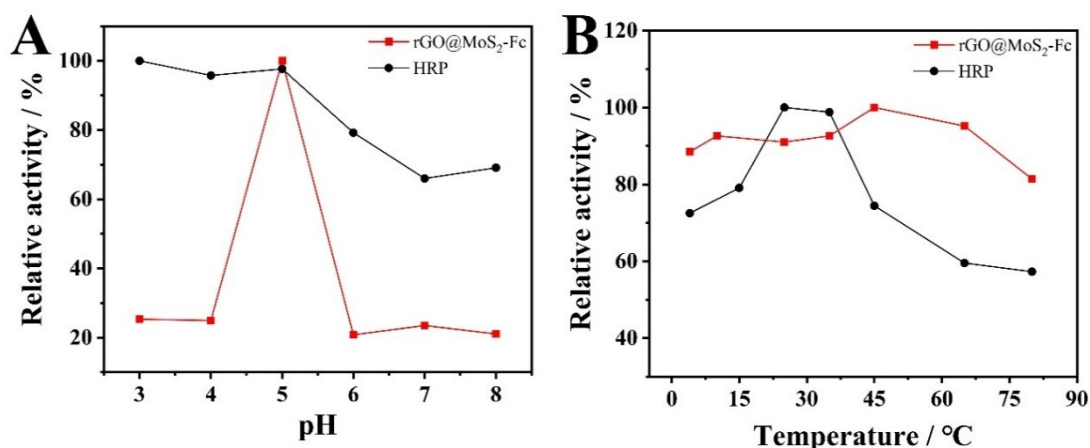 A
rGO@MoS₂-Fc
HRP
Relative activity / %
100
80
60
40
20
3 4 5 6 7 8
pH
B
rGO@MoS₂-Fc
HRP
Relative activity / %
120
100
80
60
40
0 15 30 45 60 75 90
Temperature / °C